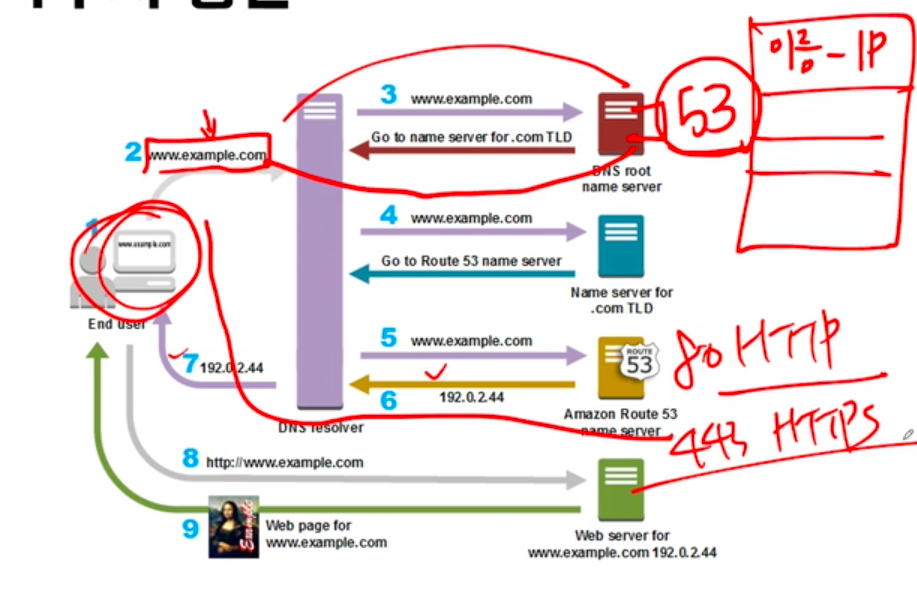 3 www.example.com
Go to name server for .com TLD
53
이름 - IP
2 www.example.com
DNS root
name server
1
www.example.com
End user
4 www.example.com
Go to Route 53 name server
Name server for
.com TLD
5 www.example.com
ROUTE
53
80 HTTP
7 192.0.2.44
6 192.0.2.44
Amazon Route 53
name server
443 HTTPS
DNS resolver
8 http://www.example.com
9
Web page for
www.example.com
Web server for
www.example.com 192.0.2.44